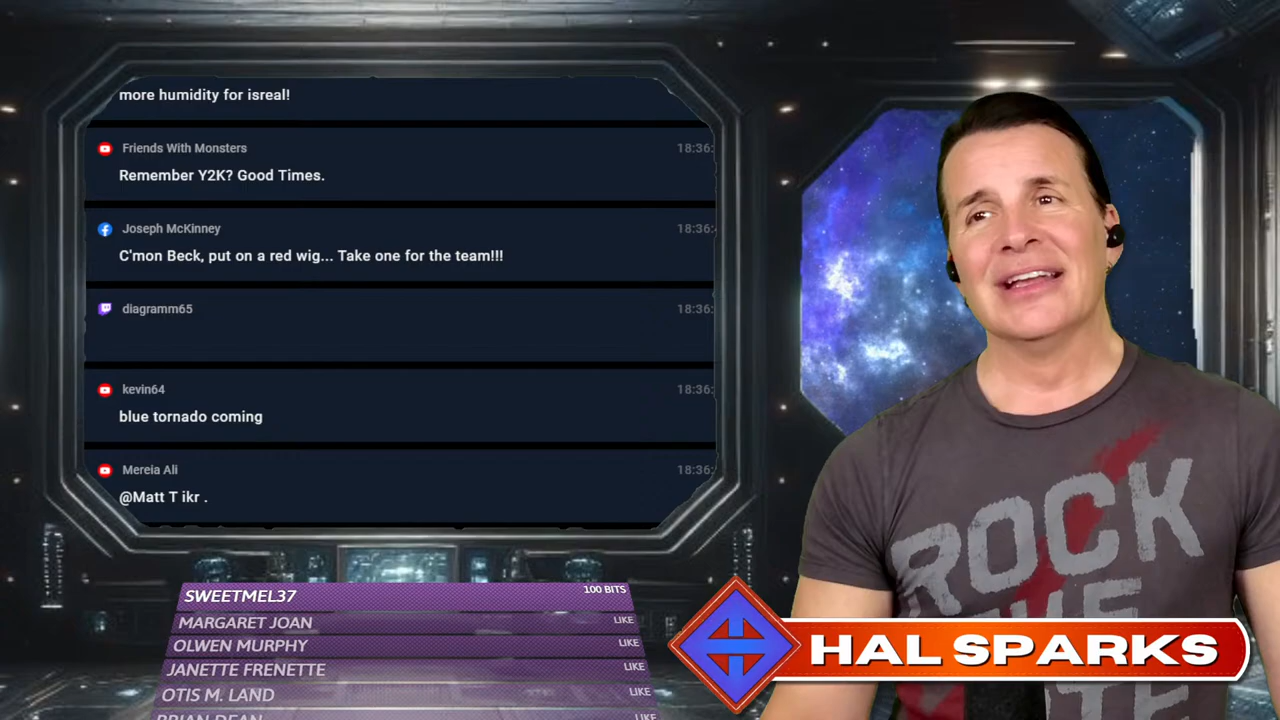 more humidity for isreal!
Friends With Monsters 18:36:
Remember Y2K? Good Times.
Joseph McKinney 18:36:
C'mon Beck, put on a red wig... Take one for the team!!!
diagramm65 18:36:
kevin64 18:36:
blue tornado coming
Mereia Ali 18:36:
@Matt T ikr .
SWEETMEL37 100 BITS
MARGARET JOAN LIKE
OLWEN MURPHY LIKE
JANETTE FRENETTE LIKE
OTIS M. LAND LIKE
BRIAN DEAN LIKE
HAL SPARKS
ROCK